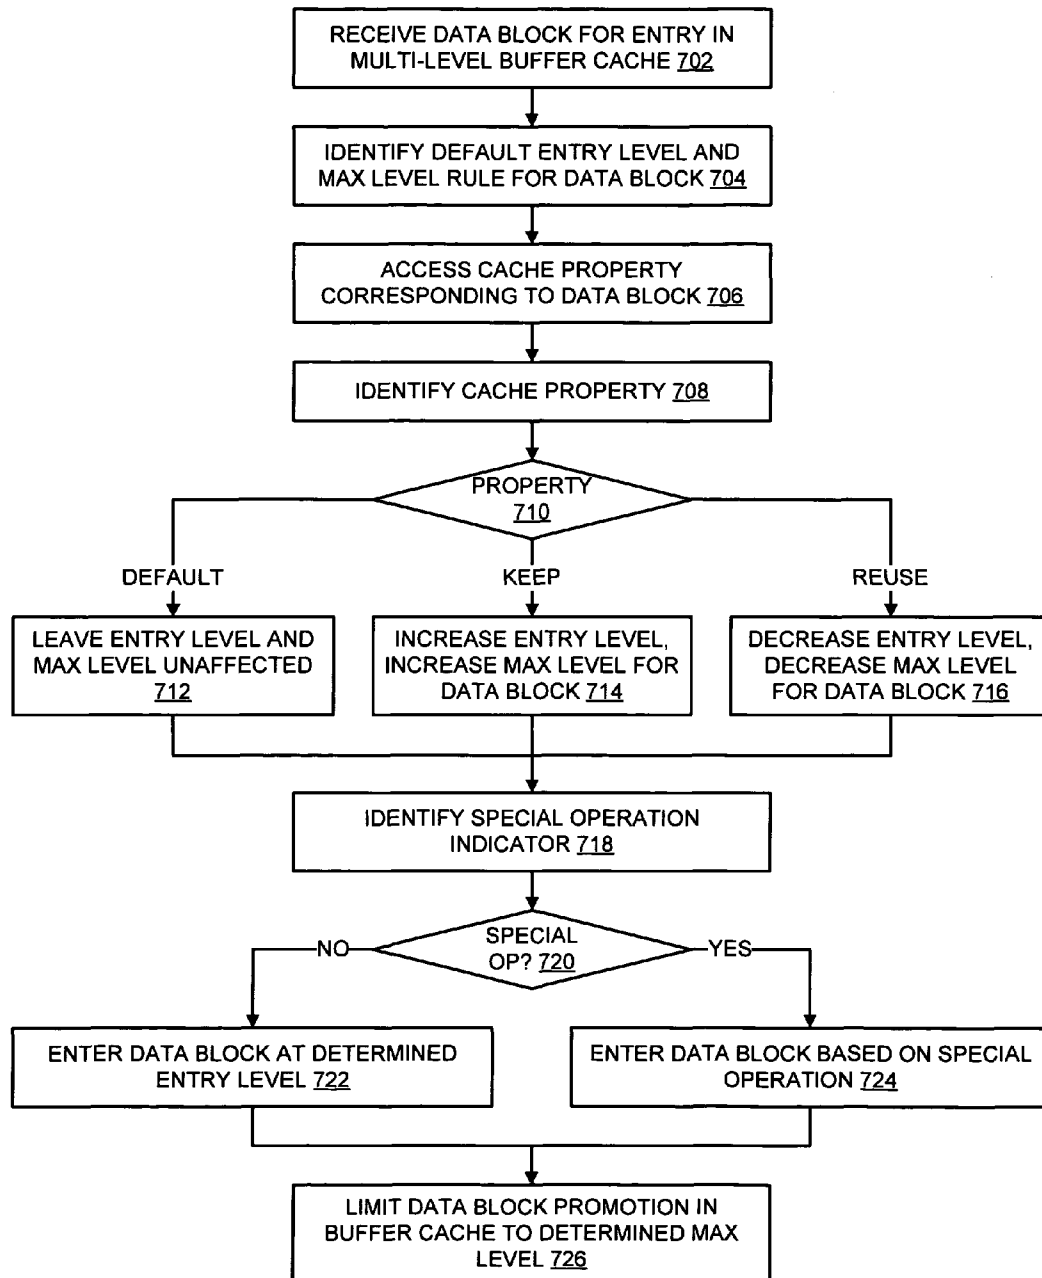 RECEIVE DATA BLOCK FOR ENTRY IN
MULTI-LEVEL BUFFER CACHE 702
IDENTIFY DEFAULT ENTRY LEVEL AND
MAX LEVEL RULE FOR DATA BLOCK 704
ACCESS CACHE PROPERTY
CORRESPONDING TO DATA BLOCK 706
IDENTIFY CACHE PROPERTY 708
PROPERTY
710
DEFAULT
KEEP
REUSE
LEAVE ENTRY LEVEL AND
MAX LEVEL UNAFFECTED
712
INCREASE ENTRY LEVEL,
INCREASE MAX LEVEL FOR
DATA BLOCK 714
DECREASE ENTRY LEVEL,
DECREASE MAX LEVEL
FOR DATA BLOCK 716
IDENTIFY SPECIAL OPERATION
INDICATOR 718
NO
SPECIAL
OP? 720
YES
ENTER DATA BLOCK AT DETERMINED
ENTRY LEVEL 722
ENTER DATA BLOCK BASED ON SPECIAL
OPERATION 724
LIMIT DATA BLOCK PROMOTION IN
BUFFER CACHE TO DETERMINED MAX
LEVEL 726